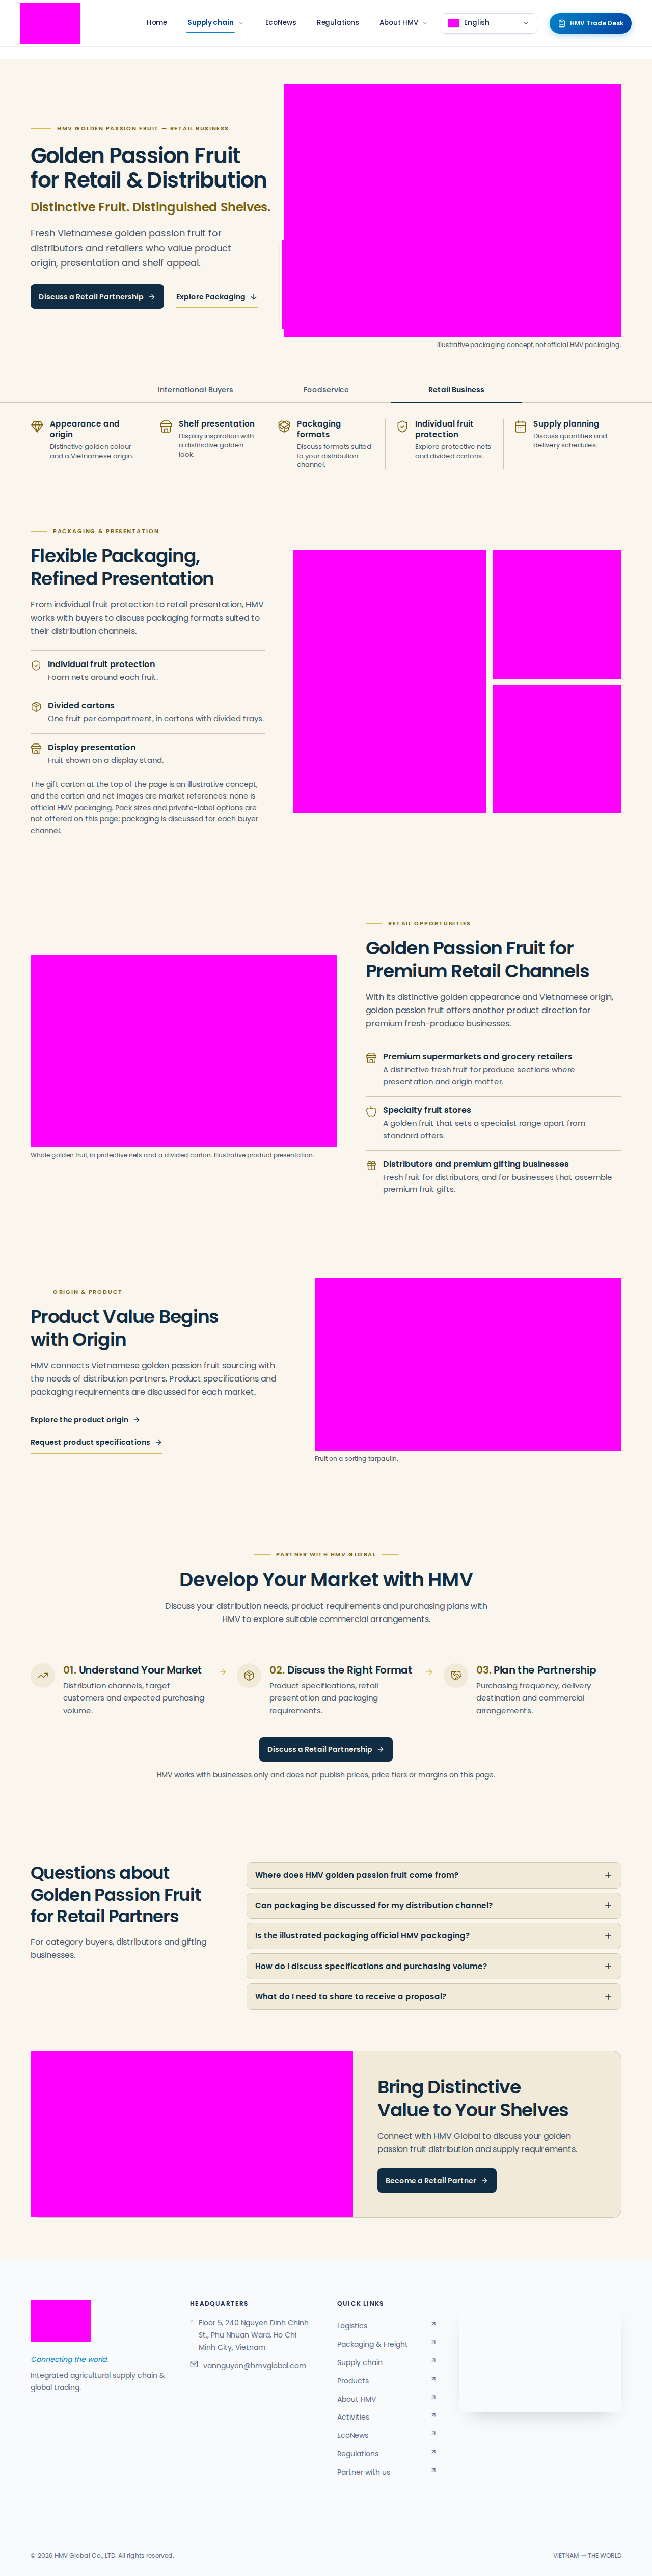 Home
Supply chain
EcoNews
Regulations
About HMV
English
HMV Trade Desk
HMV GOLDEN PASSION FRUIT — RETAIL BUSINESS
Golden Passion Fruit
for Retail & Distribution
Distinctive Fruit. Distinguished Shelves.
Fresh Vietnamese golden passion fruit for
distributors and retailers who value product
origin, presentation and shelf appeal.
Discuss a Retail Partnership →
Explore Packaging ↓
Illustrative packaging concept, not official HMV packaging.
International Buyers
Foodservice
Retail Business
Appearance and
origin
Distinctive golden colour
and a Vietnamese origin.
Shelf presentation
Display inspiration with
a distinctive golden
look.
Packaging
formats
Discuss formats suited
to your distribution
channel.
Individual fruit
protection
Explore protective nets
and divided cartons.
Supply planning
Discuss quantities and
delivery schedules.
PACKAGING & PRESENTATION
Flexible Packaging,
Refined Presentation
From individual fruit protection to retail presentation, HMV
works with buyers to discuss packaging formats suited to
their distribution channels.
Individual fruit protection
Foam nets around each fruit.
Divided cartons
One fruit per compartment, in cartons with divided trays.
Display presentation
Fruit shown on a display stand.
The gift carton at the top of the page is an illustrative concept,
and the carton and net images are market references: none is
official HMV packaging. Pack sizes and private-label options are
not offered on this page; packaging is discussed for each buyer
channel.
RETAIL OPPORTUNITIES
Golden Passion Fruit for
Premium Retail Channels
With its distinctive golden appearance and Vietnamese origin,
golden passion fruit offers another product direction for
premium fresh-produce businesses.
Premium supermarkets and grocery retailers
A distinctive fresh fruit for produce sections where
presentation and origin matter.
Specialty fruit stores
A golden fruit that sets a specialist range apart from
standard offers.
Distributors and premium gifting businesses
Fresh fruit for distributors, and for businesses that assemble
premium fruit gifts.
Whole golden fruit, in protective nets and a divided carton. Illustrative product presentation.
ORIGIN & PRODUCT
Product Value Begins
with Origin
HMV connects Vietnamese golden passion fruit sourcing with
the needs of distribution partners. Product specifications and
packaging requirements are discussed for each market.
Explore the product origin →
Request product specifications →
Fruit on a sorting tarpaulin.
PARTNER WITH HMV GLOBAL
Develop Your Market with HMV
Discuss your distribution needs, product requirements and purchasing plans with
HMV to explore suitable commercial arrangements.
01. Understand Your Market
Distribution channels, target
customers and expected purchasing
volume.
→
02. Discuss the Right Format
Product specifications, retail
presentation and packaging
requirements.
→
03. Plan the Partnership
Purchasing frequency, delivery
destination and commercial
arrangements.
Discuss a Retail Partnership →
HMV works with businesses only and does not publish prices, price tiers or margins on this page.
Questions about
Golden Passion Fruit
for Retail Partners
For category buyers, distributors and gifting
businesses.
Where does HMV golden passion fruit come from? +
Can packaging be discussed for my distribution channel? +
Is the illustrated packaging official HMV packaging? +
How do I discuss specifications and purchasing volume? +
What do I need to share to receive a proposal? +
Bring Distinctive
Value to Your Shelves
Connect with HMV Global to discuss your golden
passion fruit distribution and supply requirements.
Become a Retail Partner →
Connecting the world.
Integrated agricultural supply chain &
global trading.
HEADQUARTERS
Floor 5, 240 Nguyen Dinh Chinh
St., Phu Nhuan Ward, Ho Chi
Minh City, Vietnam
vannguyen@hmvglobal.com
QUICK LINKS
Logistics
Packaging & Freight
Supply chain
Products
About HMV
Activities
EcoNews
Regulations
Partner with us
© 2026 HMV Global Co., LTD. All rights reserved.
VIETNAM → THE WORLD